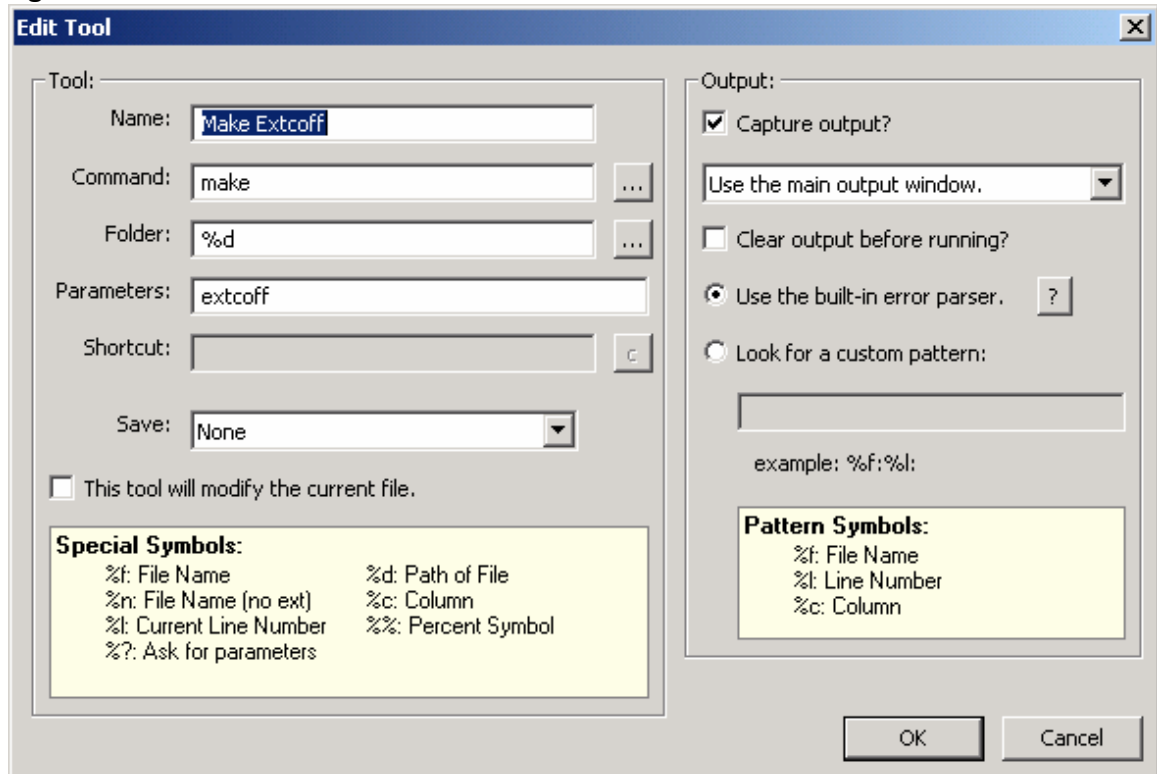 Edit Tool
Tool:
Name: Make Extcoff
Command: make ...
Folder: %d ...
Parameters: extcoff
Shortcut: c
Save: None
This tool will modify the current file.
Special Symbols:
%f: File Name %d: Path of File
%n: File Name (no ext) %c: Column
%l: Current Line Number %%: Percent Symbol
%?: Ask for parameters
Output:
Capture output?
Use the main output window.
Clear output before running?
Use the built-in error parser. ?
Look for a custom pattern:
example: %f:%l:
Pattern Symbols:
%f: File Name
%l: Line Number
%c: Column
OK Cancel